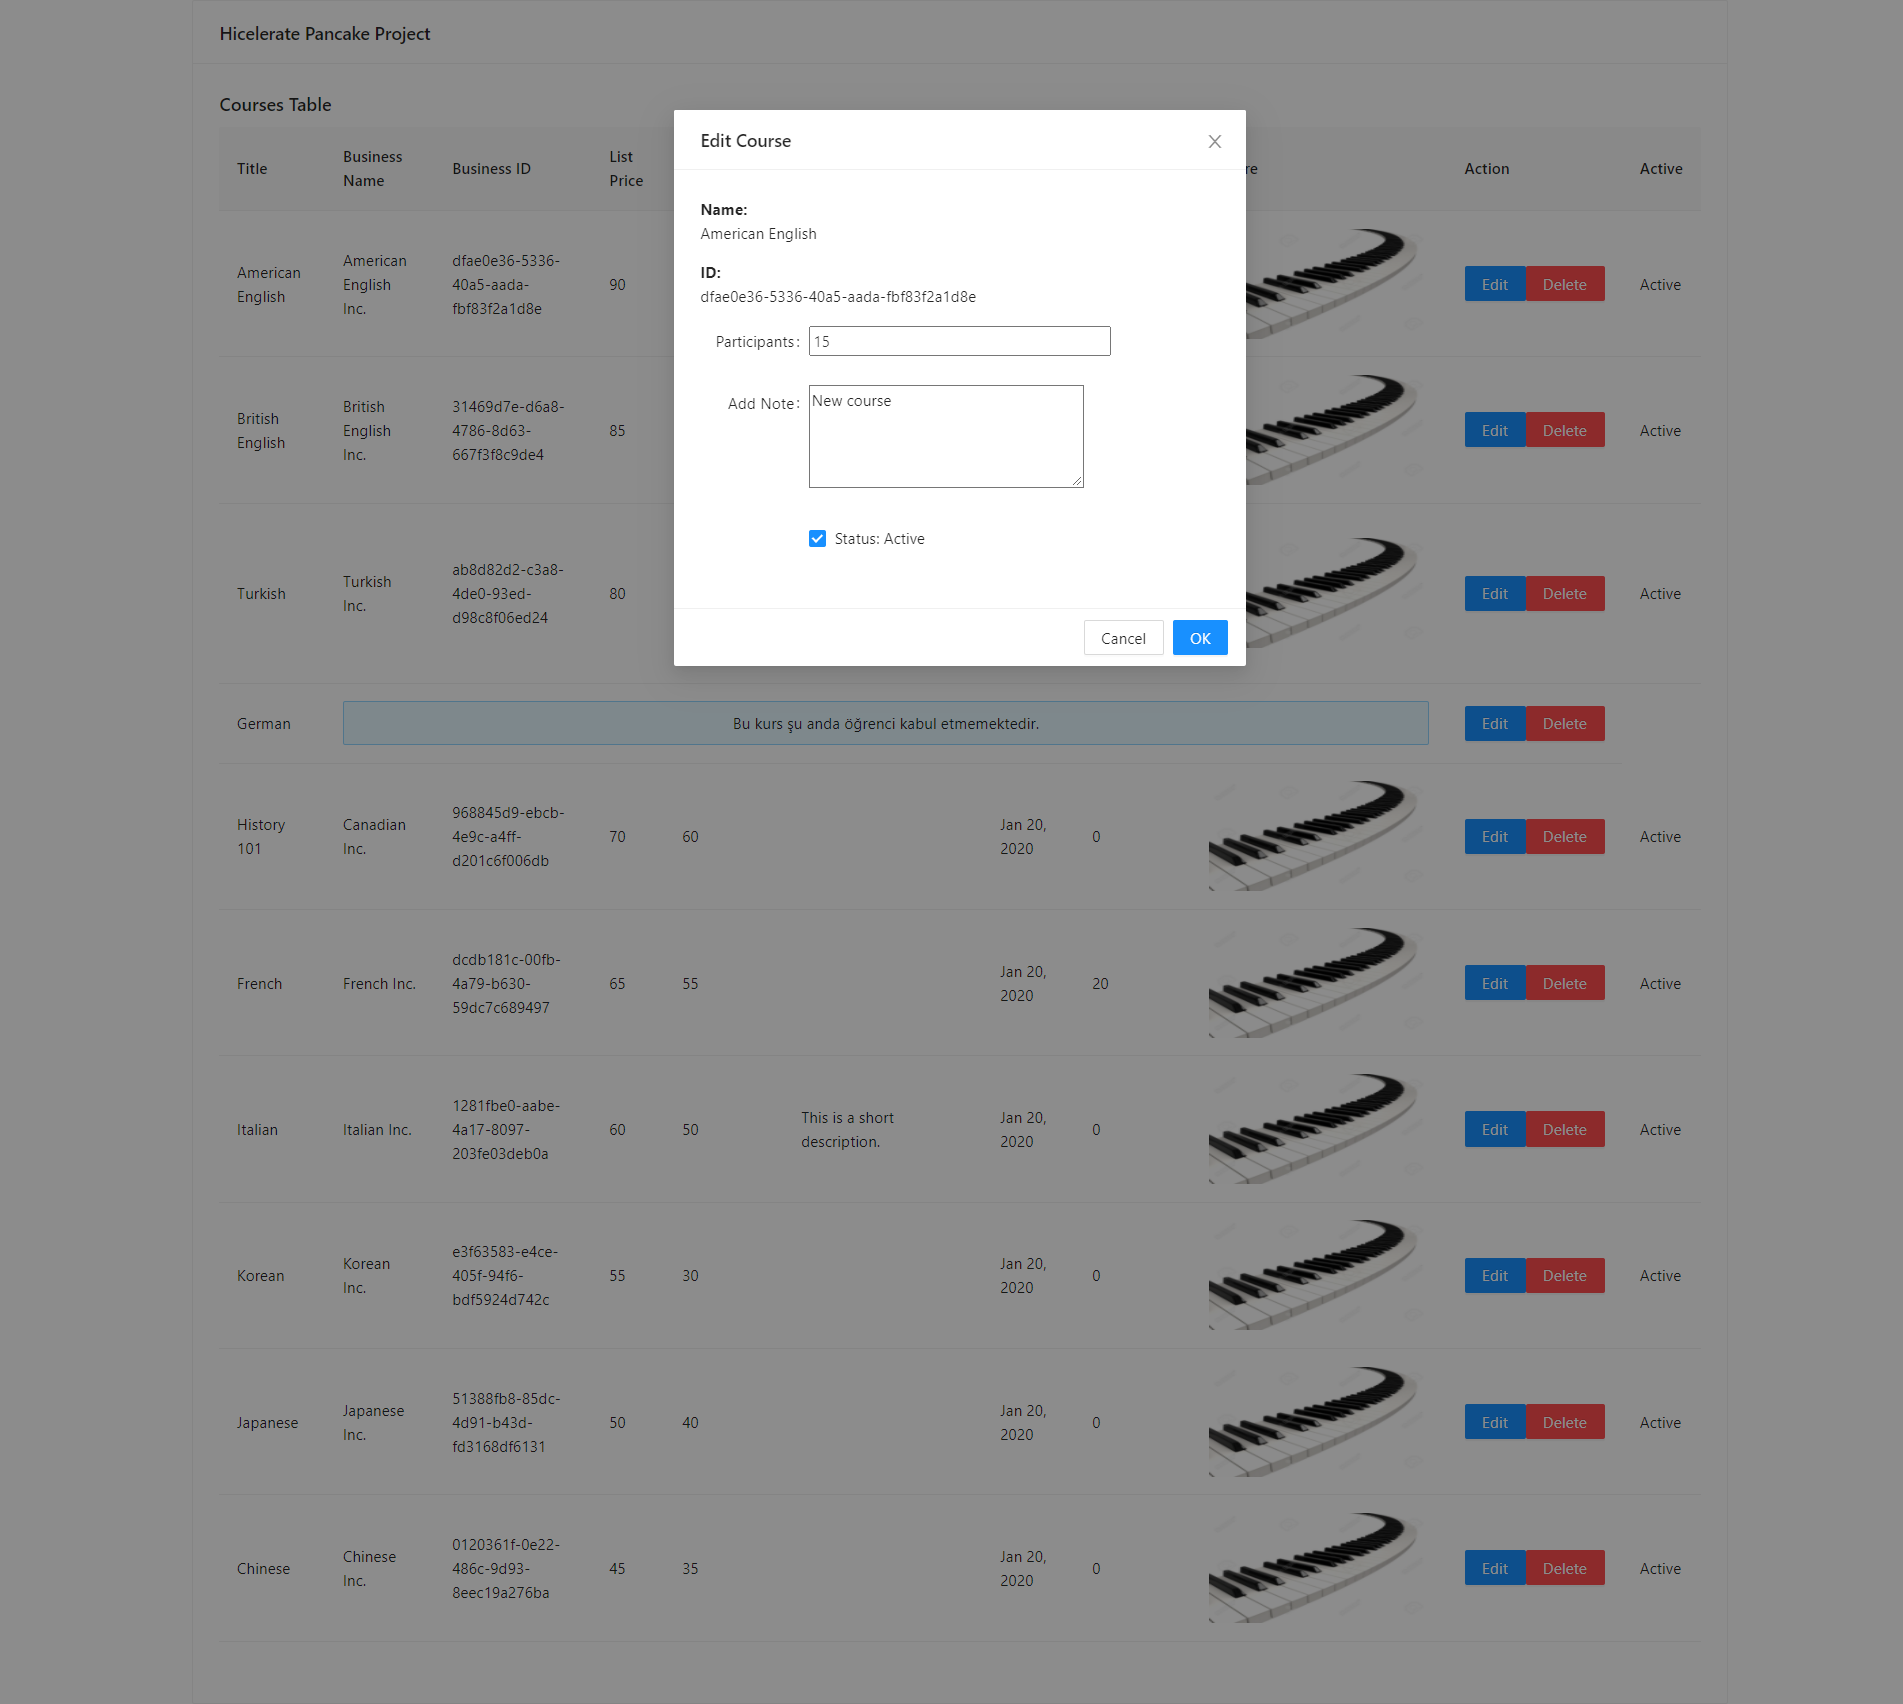 Hicelerate Pancake Project
Courses Table
Title
Business
Name
Business ID
List
Price
re
Action
Active
American
English
American
English
Inc.
dfae0e36-5336-
40a5-aada-
fbf83f2a1d8e
90
Edit
Delete
Active
British
English
British
English
Inc.
31469d7e-d6a8-
4786-8d63-
667f3f8c9de4
85
Edit
Delete
Active
Turkish
Turkish
Inc.
ab8d82d2-c3a8-
4de0-93ed-
d98c8f06ed24
80
Edit
Delete
Active
Edit Course
Name:
American English
ID:
dfae0e36-5336-40a5-aada-fbf83f2a1d8e
Participants: 15
Add Note: New course
Status: Active
Cancel
OK
German
Bu kurs şu anda öğrenci kabul etmemektedir.
Edit
Delete
History
101
Canadian
Inc.
968845d9-ebcb-
4e9c-a4ff-
d201c6f006db
70
60
Jan 20,
2020
0
Edit
Delete
Active
French
French Inc.
dcdb181c-00fb-
4a79-b630-
59dc7c689497
65
55
Jan 20,
2020
20
Edit
Delete
Active
Italian
Italian Inc.
1281fbe0-aabe-
4a17-8097-
203fe03deb0a
60
50
This is a short
description.
Jan 20,
2020
0
Edit
Delete
Active
Korean
Korean
Inc.
e3f63583-e4ce-
405f-94f6-
bdf5924d742c
55
30
Jan 20,
2020
0
Edit
Delete
Active
Japanese
Japanese
Inc.
51388fb8-85dc-
4d91-b43d-
fd3168df6131
50
40
Jan 20,
2020
0
Edit
Delete
Active
Chinese
Chinese
Inc.
0120361f-0e22-
486c-9d93-
8eec19a276ba
45
35
Jan 20,
2020
0
Edit
Delete
Active